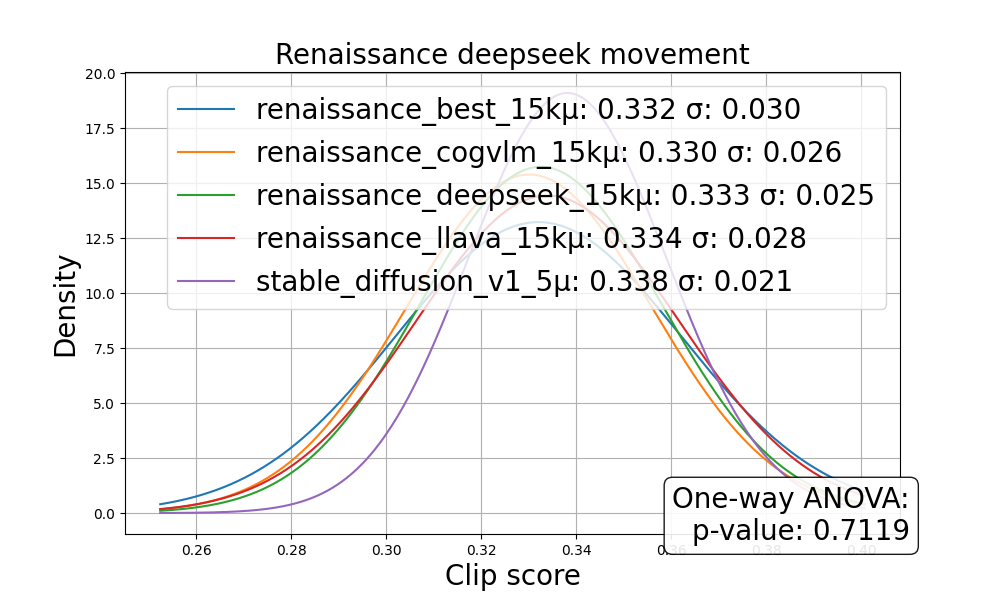 Renaissance deepseek movement
20.0
17.5
15.0
12.5
10.0
7.5
5.0
2.5
0.0
Density
renaissance_best_15kμ: 0.332 σ: 0.030
renaissance_cogvlm_15kμ: 0.330 σ: 0.026
renaissance_deepseek_15kμ: 0.333 σ: 0.025
renaissance_llava_15kμ: 0.334 σ: 0.028
stable_diffusion_v1_5μ: 0.338 σ: 0.021
One-way ANOVA:
p-value: 0.7119
0.26 0.28 0.30 0.32 0.34 0.36 0.38 0.40
Clip score